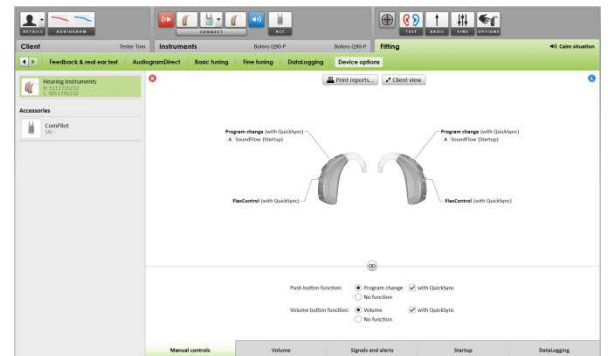 DETAILS
AUDIOGRAM
CONNECT
ACC
TEST
BASIC
FINE
OPTIONS
Client
Tester Tom
Instruments
Bolero Q90-P
Bolero Q90-P
Fitting
Calm situation
Feedback & real ear test
AudiogramDirect
Basic tuning
Fine tuning
DataLogging
Device options
Hearing instruments
Accessories
ComPilot
Print reports...
Client view
Program change (with QuickSync)
A SoundFlow (Startup)
Program change (with QuickSync)
A SoundFlow (Startup)
FlexControl (with QuickSync)
FlexControl (with QuickSync)
Push button function: Program change with QuickSync
No function
Volume button function: Volume with QuickSync
No function
Manual controls
Volume
Signals and alerts
Startup
DataLogging